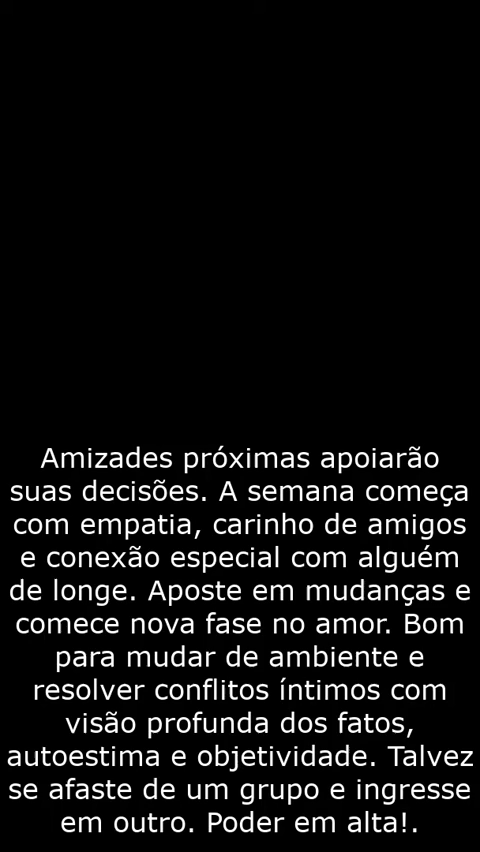 Amizades próximas apoiarão
suas decisões. A semana começa
com empatia, carinho de amigos
e conexão especial com alguém
de longe. Aposte em mudanças e
comece nova fase no amor. Bom
para mudar de ambiente e
resolver conflitos íntimos com
visão profunda dos fatos,
autoestima e objetividade. Talvez
se afaste de um grupo e ingresse
em outro. Poder em alta!.